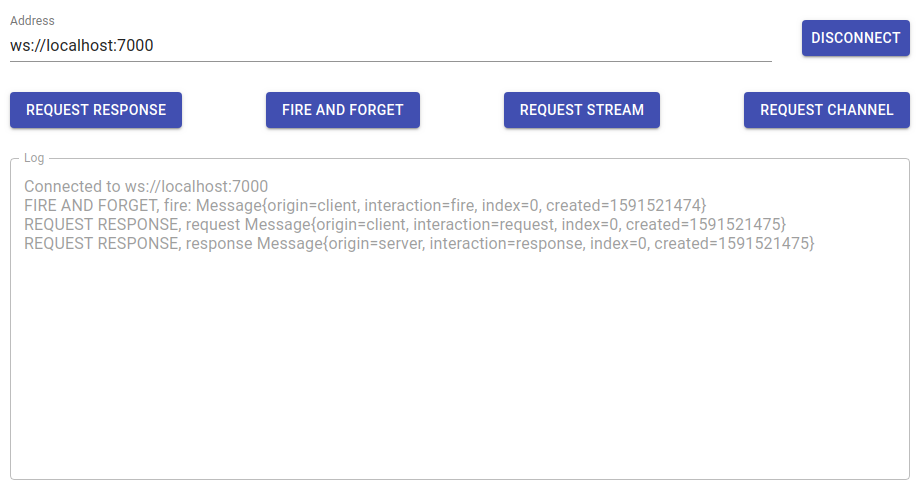 Address
ws://localhost:7000
DISCONNECT
REQUEST RESPONSE
FIRE AND FORGET
REQUEST STREAM
REQUEST CHANNEL
Log
Connected to ws://localhost:7000
FIRE AND FORGET, fire: Message{origin=client, interaction=fire, index=0, created=1591521474}
REQUEST RESPONSE, request Message{origin=client, interaction=request, index=0, created=1591521475}
REQUEST RESPONSE, response Message{origin=server, interaction=response, index=0, created=1591521475}